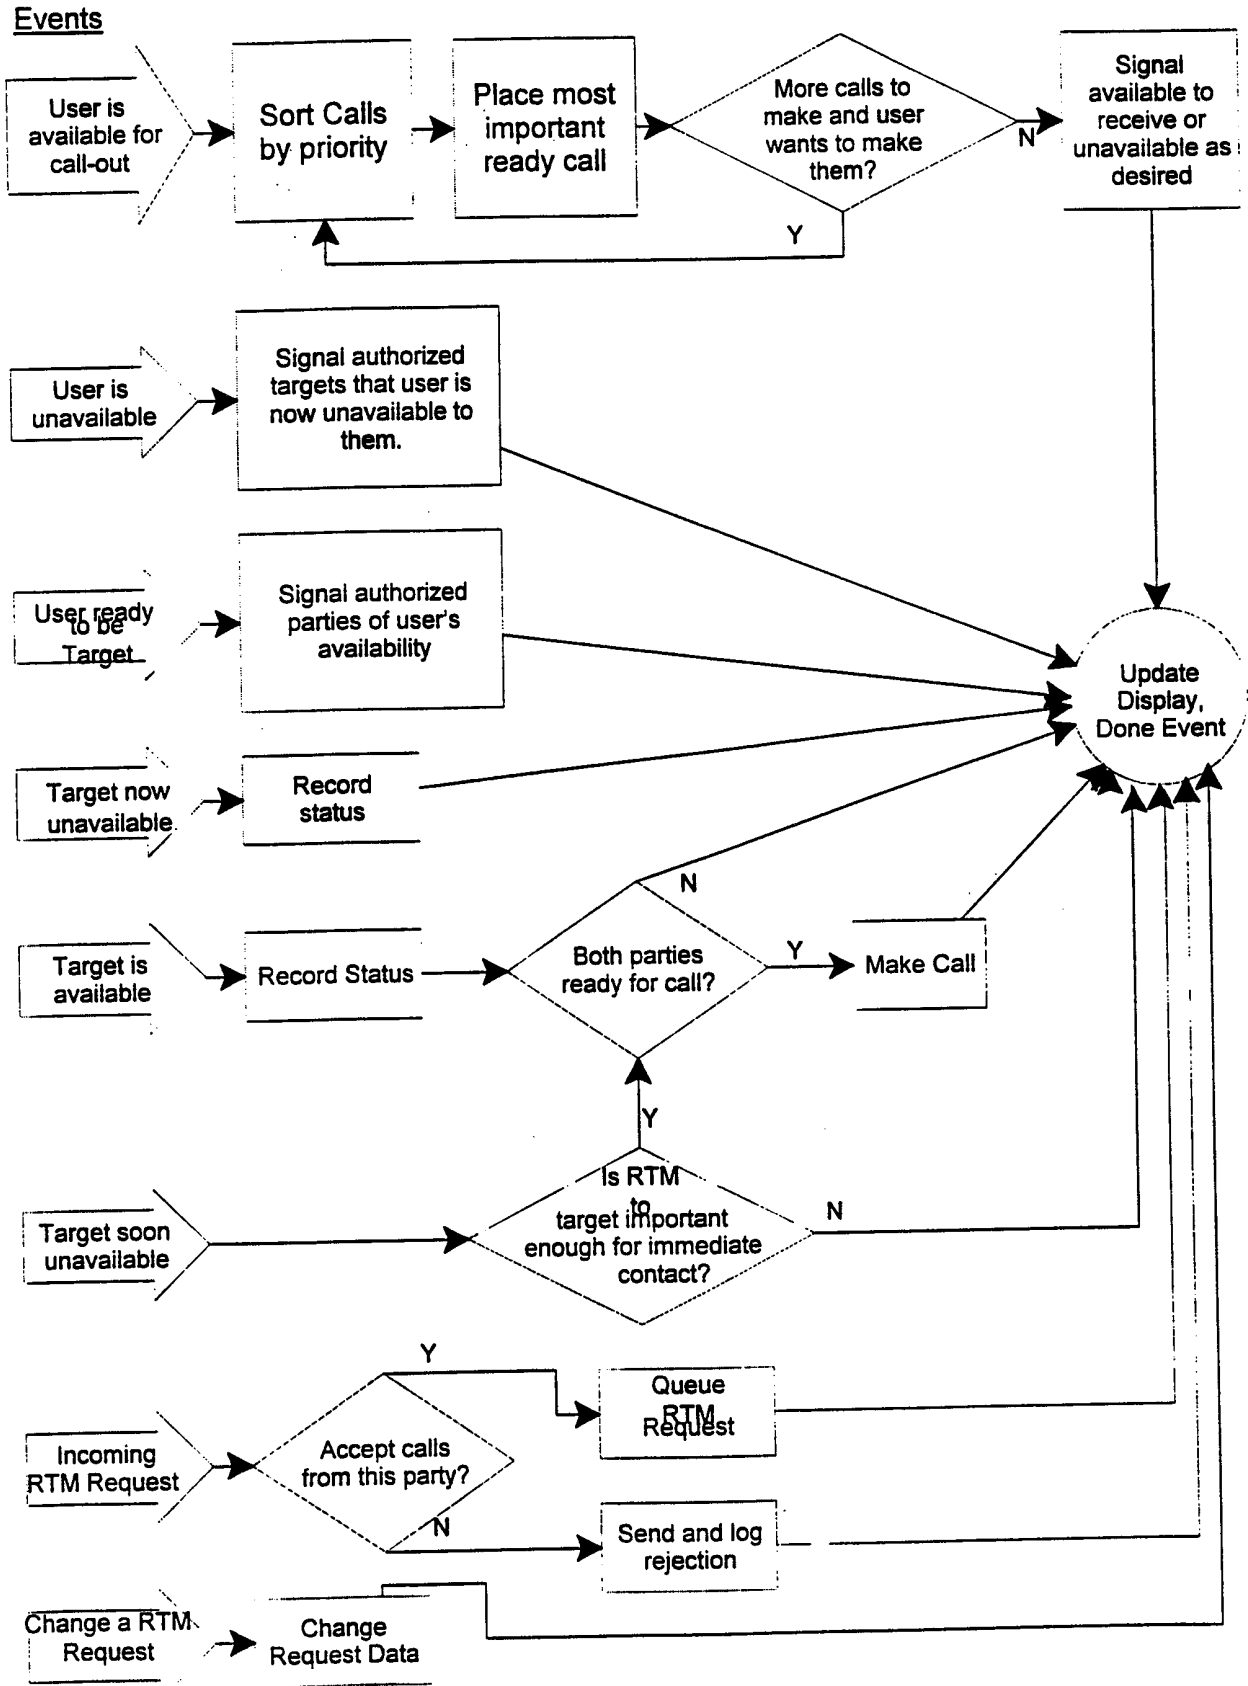 Events
User is
available for
call-out
Sort Calls
by priority
Place most
important
ready call
More calls to
make and user
wants to make
them?
N
Signal
available to
receive or
unavailable as
desired
Y
User is
unavailable
Signal authorized
targets that user is
now unavailable to
them.
User ready
to be
Target
Signal authorized
parties of user's
availability
Update
Display,
Done Event
Target now
unavailable
Record
status
N
Target is
available
Record Status
Both parties
ready for call?
Y
Make Call
Y
Target soon
unavailable
Is RTM
to
target important
enough for immediate
contact?
N
Y
Incoming
RTM Request
Accept calls
from this party?
Queue
RTM
Request
N
Send and log
rejection
Change a RTM
Request
Change
Request Data